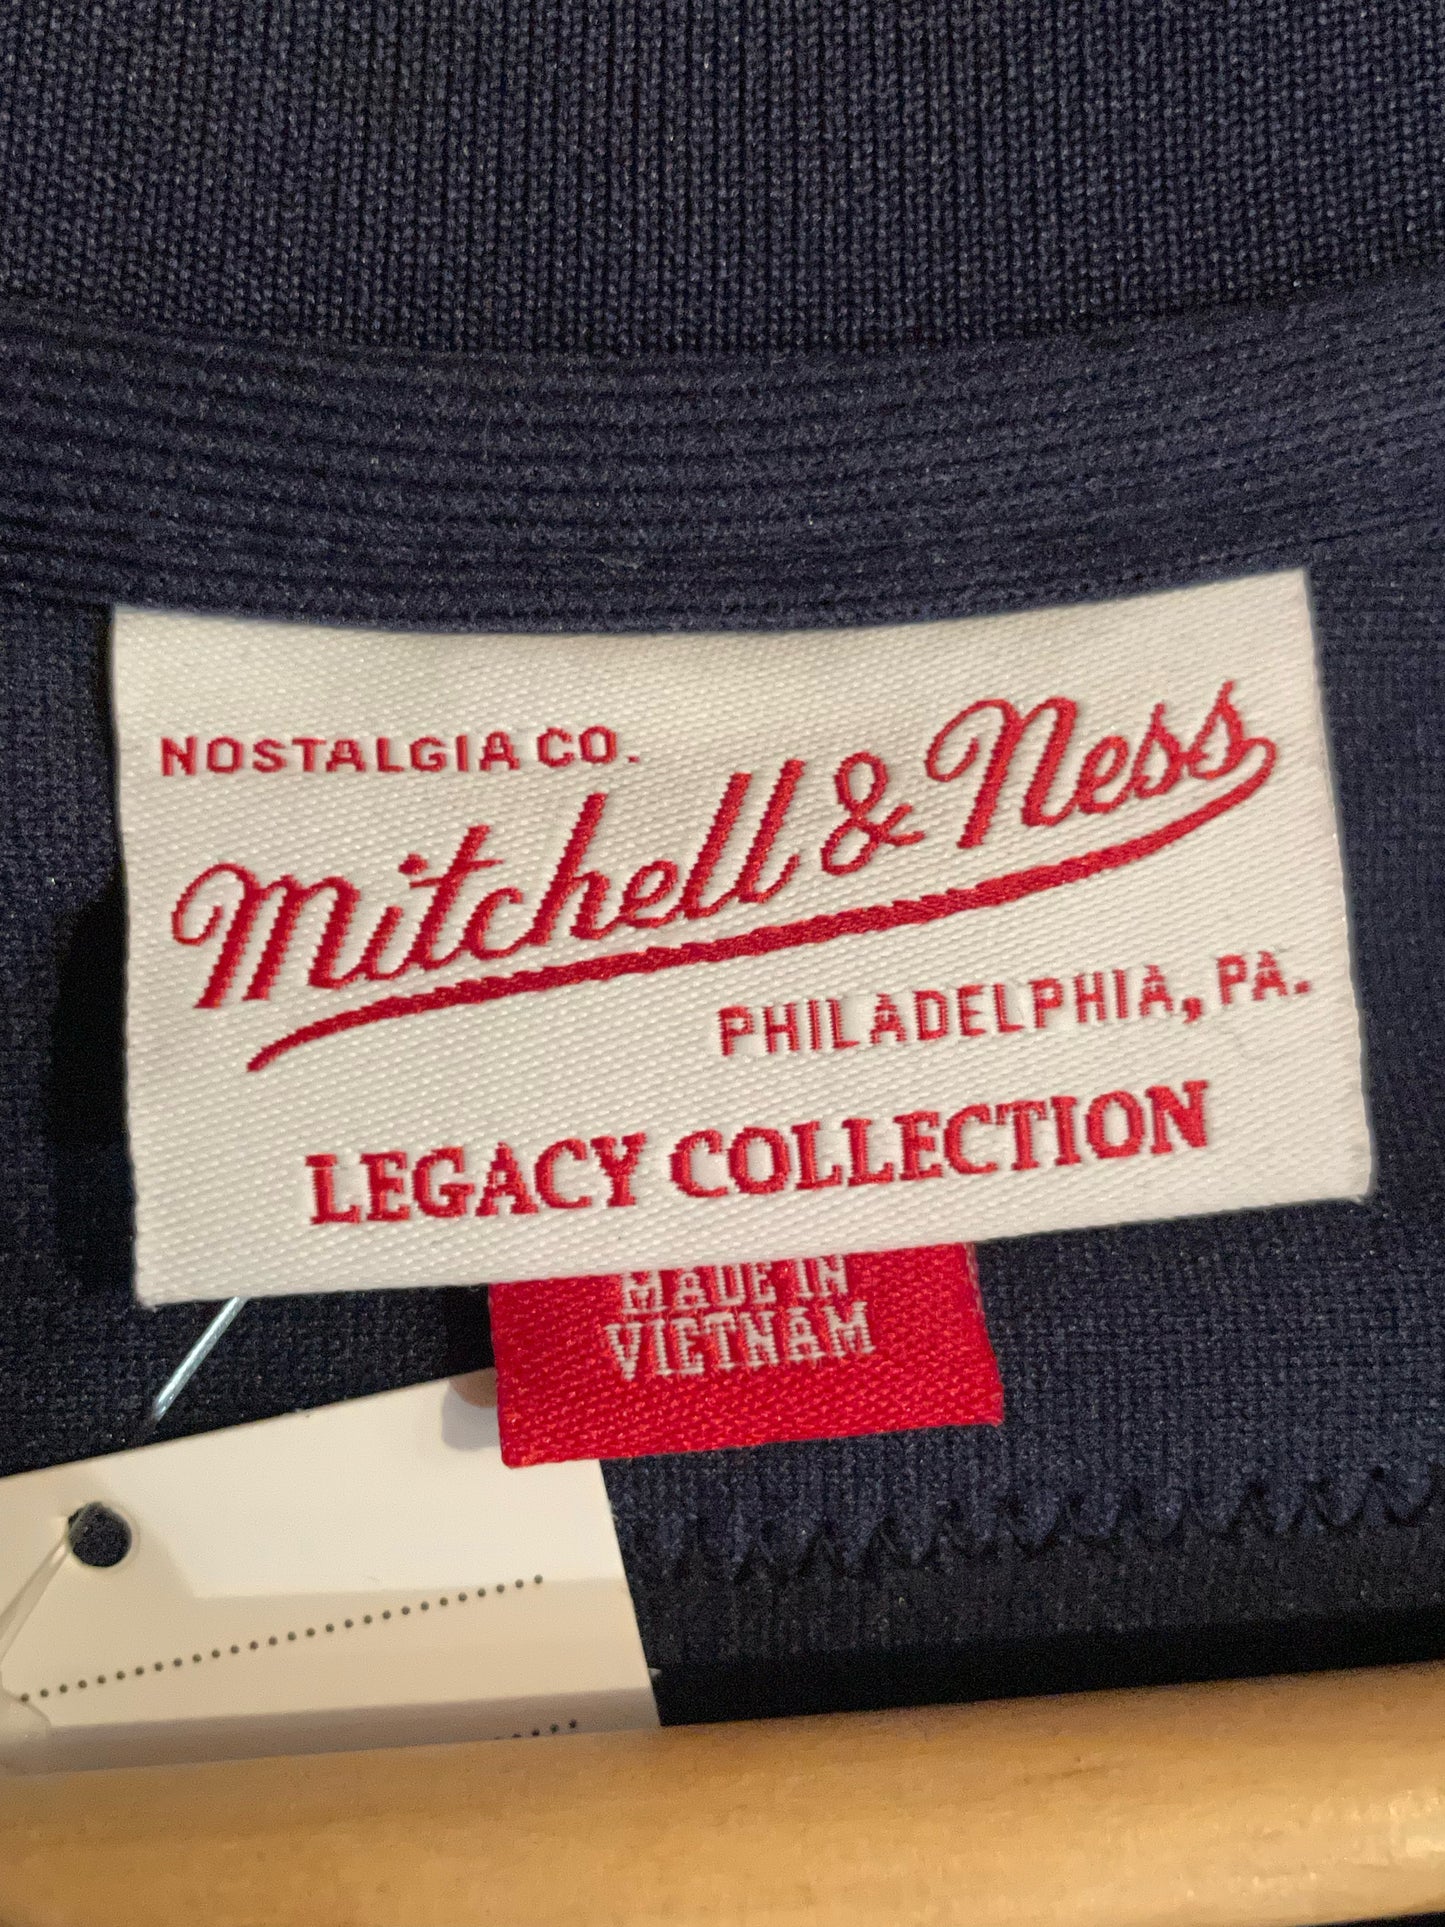 NOSTALGIA CO.
Mitchell & Ness
PHILADELPHIA, PA.
LEGACY COLLECTION
MADE IN
VIETNAM